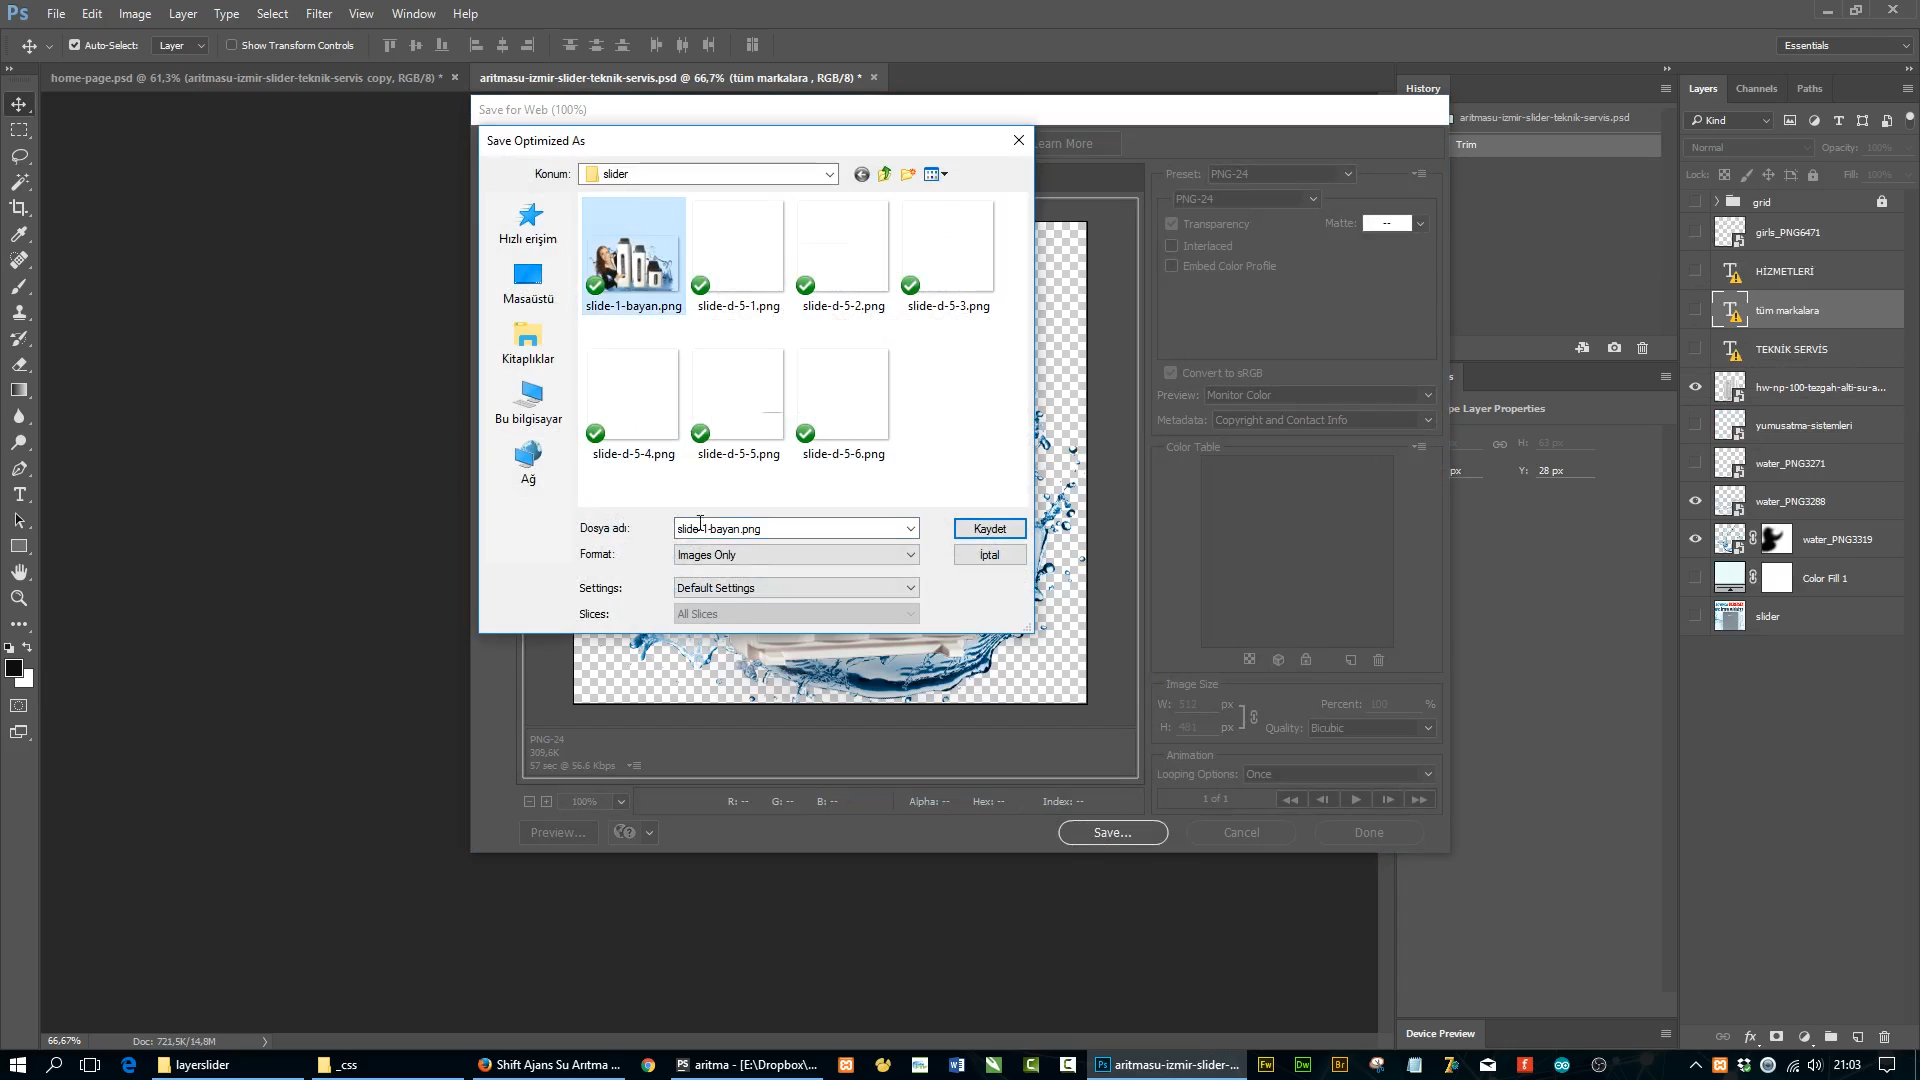 Ps File Edit Image Layer Type Select Filter View Window Help
Auto-Select: Layer Show Transform Controls Essentials
home-page.psd @ 61,3% (aritmasu-izmir-slider-teknik-servis copy, RGB/8) * ×
aritmasu-izmir-slider-teknik-servis.psd @ 66,7% (tüm markalara , RGB/8) * ×
Save for Web (100%)
Learn More
Save Optimized As
Konum: slider
Hızlı erişim
Masaüstü
Kitaplıklar
Bu bilgisayar
Ağ
slide-1-bayan.png slide-d-5-1.png slide-d-5-2.png slide-d-5-3.png
slide-d-5-4.png slide-d-5-5.png slide-d-5-6.png
Dosya adı: slide-1-bayan.png Kaydet
Format: Images Only İptal
Settings: Default Settings
Slices: All Slices
PNG-24
309,6K
57 sec @ 56.6 Kbps
100% R: -- G: -- B: -- Alpha: -- Hex: -- Index: --
Preview... Save... Cancel Done
Preset: PNG-24
PNG-24
Transparency Matte: --
Interlaced
Embed Color Profile
Convert to sRGB
Preview: Monitor Color
Metadata: Copyright and Contact Info
Color Table
Image Size
W: 512 px Percent: 100 %
H: 481 px Quality: Bicubic
Animation
Looping Options: Once
1 of 1
History
aritmasu-izmir-slider-teknik-servis.psd
Trim
pe Layer Properties
H: 63 px
px Y: 28 px
Device Preview
Layers Channels Paths
Kind
Normal Opacity: 100%
Lock: Fill: 100%
grid
girls_PNG6471
HİZMETLERİ
tüm markalara
TEKNİK SERVİS
hw-np-100-tezgah-alti-su-a...
yumusatma-sistemleri
water_PNG3271
water_PNG3288
water_PNG3319
Color Fill 1
slider
66,67% Doc: 721,5K/14,8M
layerslider _css Shift Ajans Su Arıtma ... aritma - [E:\Dropbox\... aritmasu-izmir-slider-... 21:03